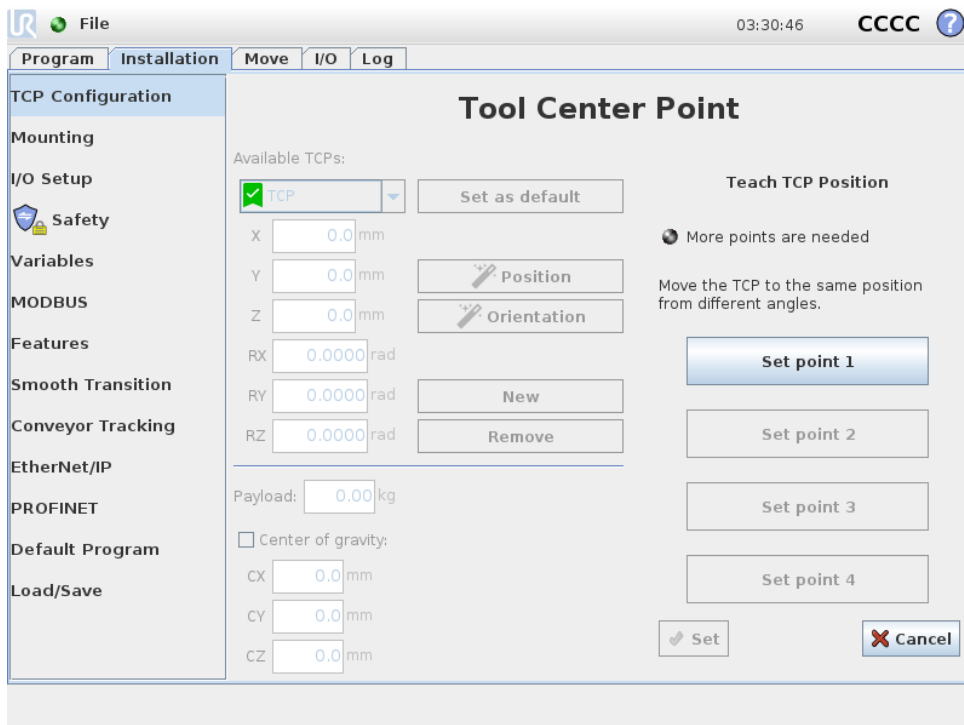 UR
File
03:30:46
CCCC
?
Program
Installation
Move
I/O
Log
TCP Configuration
Mounting
I/O Setup
Safety
Variables
MODBUS
Features
Smooth Transition
Conveyor Tracking
EtherNet/IP
PROFINET
Default Program
Load/Save
Tool Center Point
Available TCPs:
TCP
Set as default
X 0.0 mm
Y 0.0 mm
Position
Z 0.0 mm
Orientation
RX 0.0000 rad
RY 0.0000 rad
New
RZ 0.0000 rad
Remove
Payload: 0.00 kg
Center of gravity:
CX 0.0 mm
CY 0.0 mm
CZ 0.0 mm
Teach TCP Position
More points are needed
Move the TCP to the same position
from different angles.
Set point 1
Set point 2
Set point 3
Set point 4
Set
Cancel